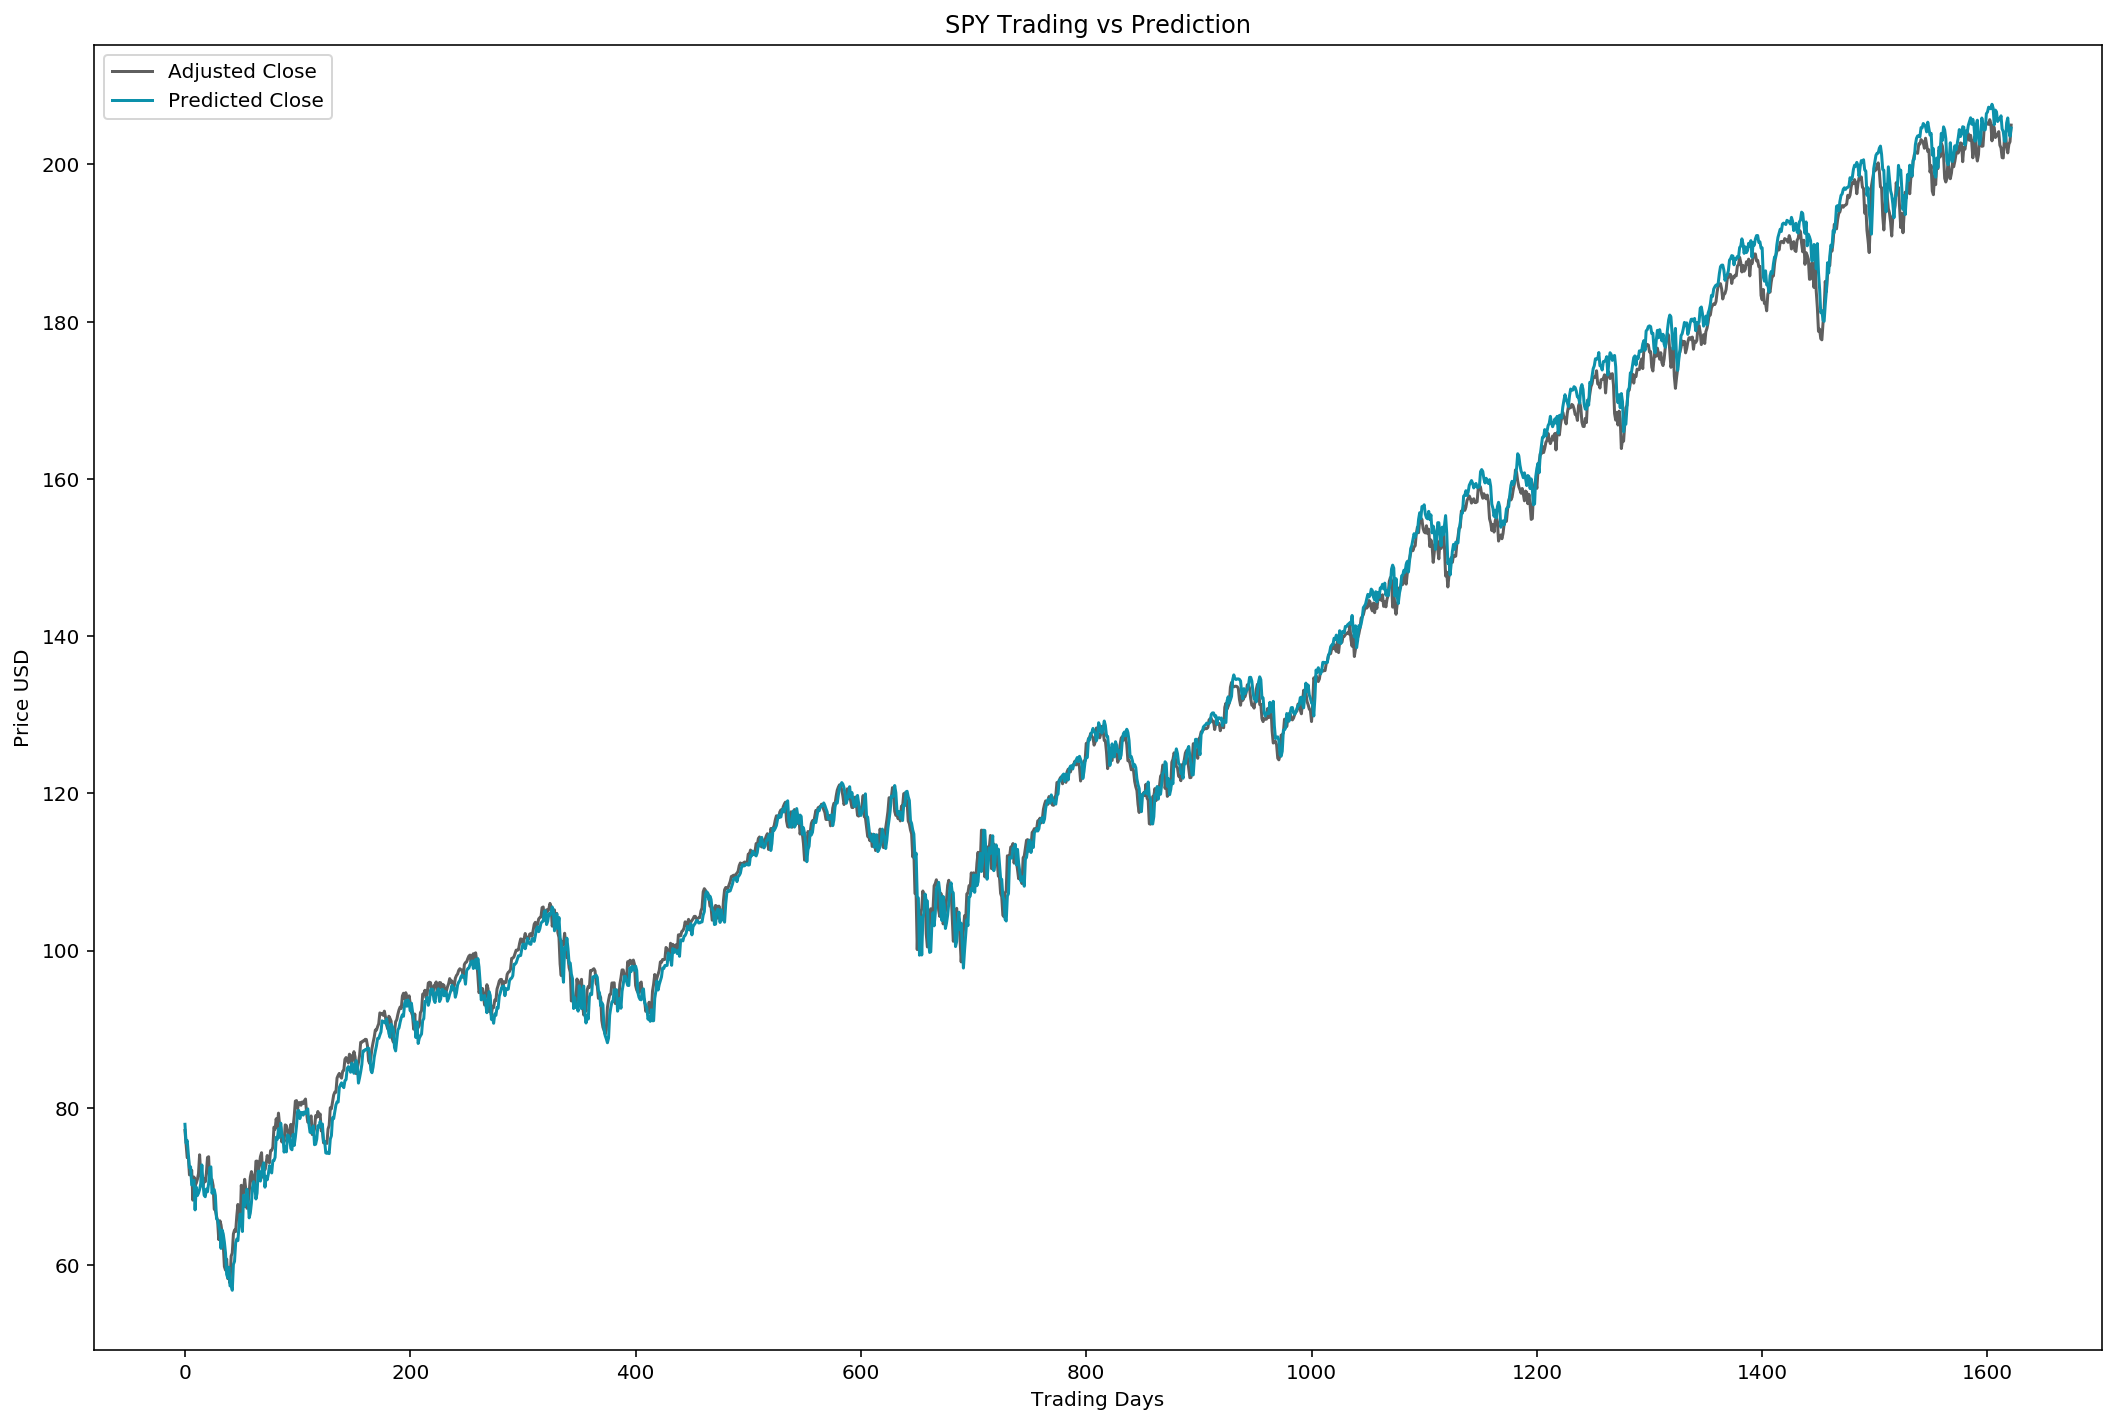 SPY Trading vs Prediction
Adjusted Close
Predicted Close
200
180
160
140
120
100
80
60
Price USD
0 200 400 600 800 1000 1200 1400 1600
Trading Days